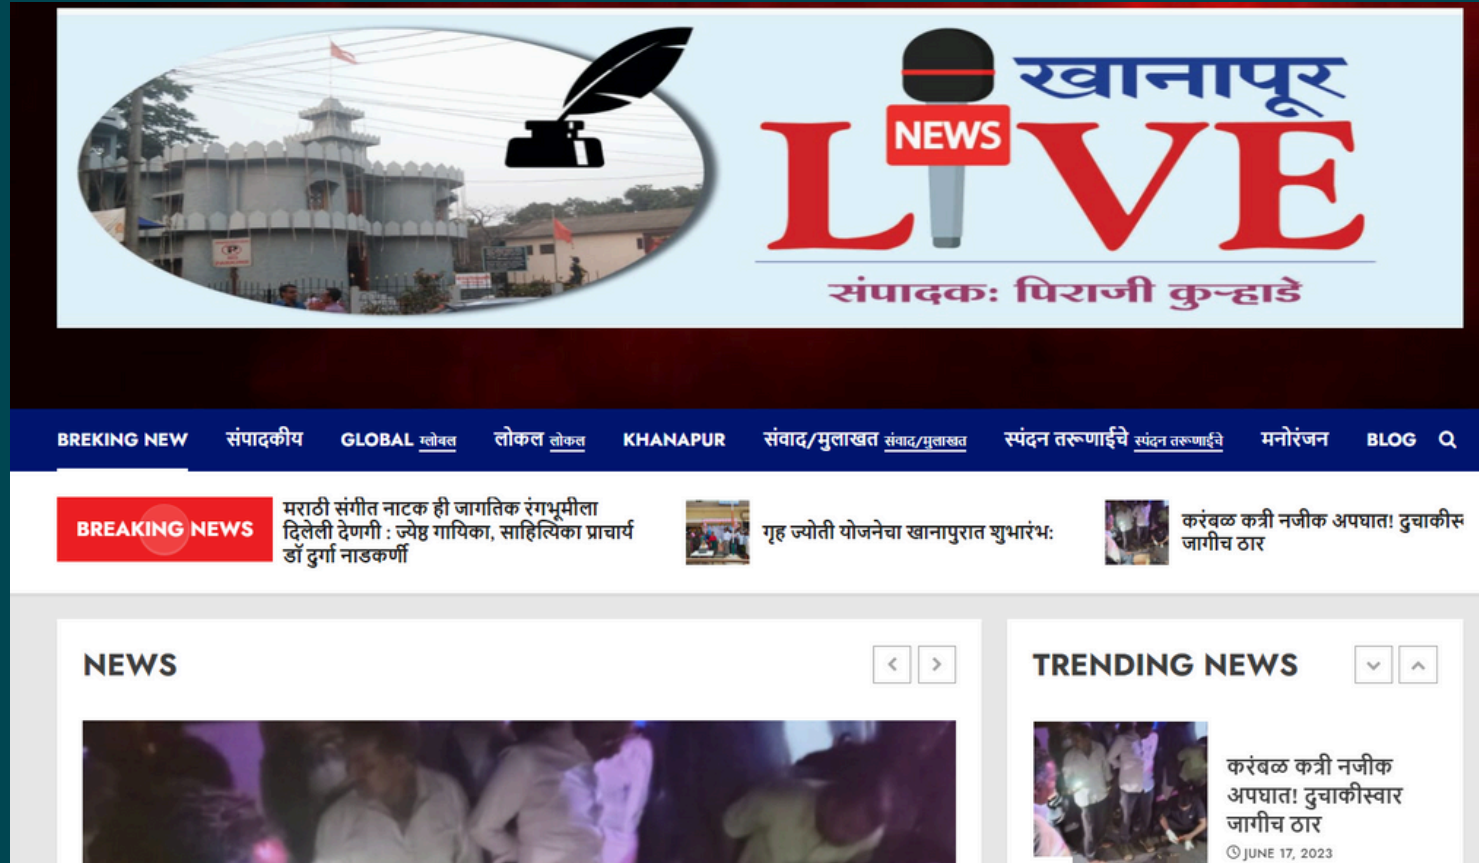 खानापूर
LIVE
NEWS
संपादक: पिराजी कुऱ्हाडे
BREKING NEW संपादकीय GLOBAL ग्लोबल लोकल लोकल KHANAPUR संवाद/मुलाखत संवाद/मुलाखत स्पंदन तरूणाईचे स्पंदन तरूणाईचे मनोरंजन BLOG
BREAKING NEWS
मराठी संगीत नाटक ही जागतिक रंगभूमीला
दिलेली देणगी : ज्येष्ठ गायिका, साहित्यिका प्राचार्य
डॉ दुर्गा नाडकर्णी
गृह ज्योती योजनेचा खानापुरात शुभारंभ:
करंबळ कत्री नजीक अपघात! दुचाकीस्
जागीच ठार
NEWS
TRENDING NEWS
करंबळ कत्री नजीक
अपघात! दुचाकीस्वार
जागीच ठार
JUNE 17, 2023